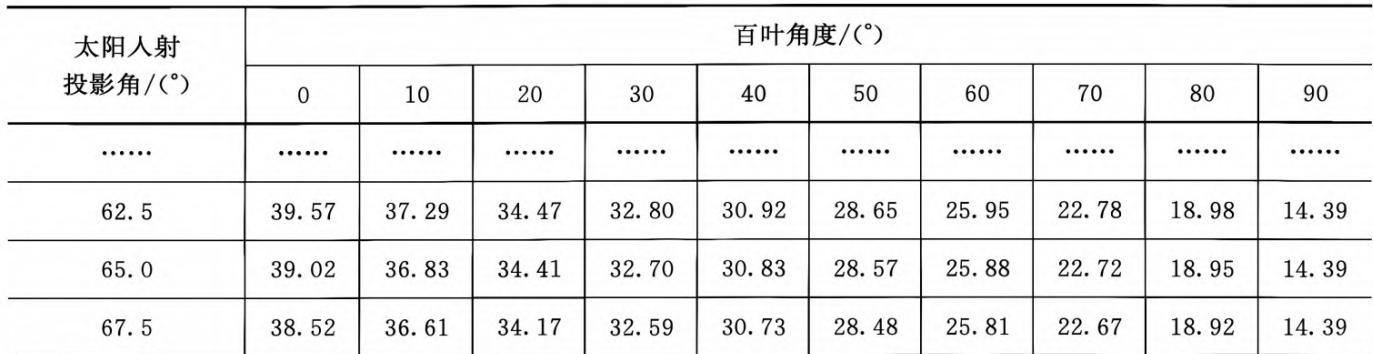 太阳人射 百叶角度/(°)
投影角/(°) 0 10 20 30 40 50 60 70 80 90
…… …… …… …… …… …… …… …… …… …… ……
62.5 39.57 37.29 34.47 32.80 30.92 28.65 25.95 22.78 18.98 14.39
65.0 39.02 36.83 34.41 32.70 30.83 28.57 25.88 22.72 18.95 14.39
67.5 38.52 36.61 34.17 32.59 30.73 28.48 25.81 22.67 18.92 14.39